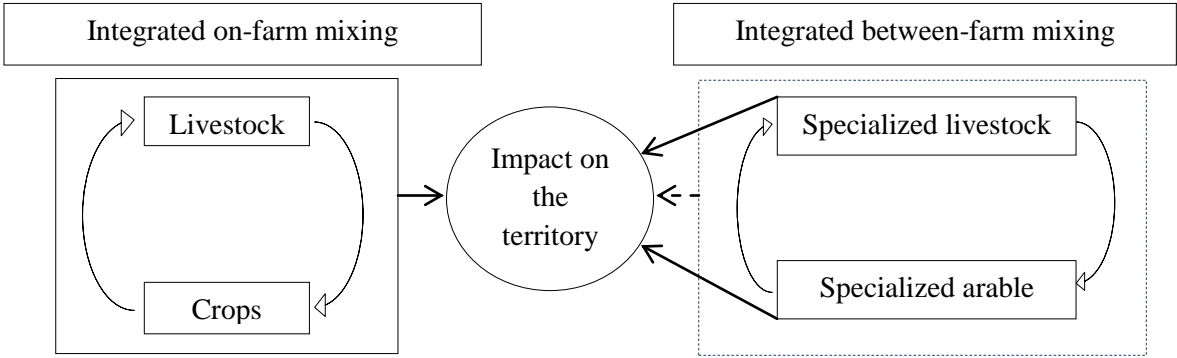 Integrated on-farm mixing
Integrated between-farm mixing
Livestock
Crops
Impact on
the
territory
Specialized livestock
Specialized arable